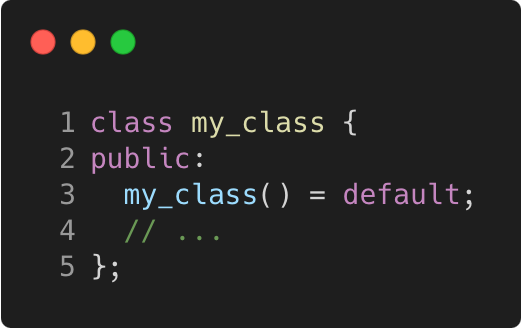 1 class my_class {
2 public:
3   my_class() = default;
4   // ...
5 };